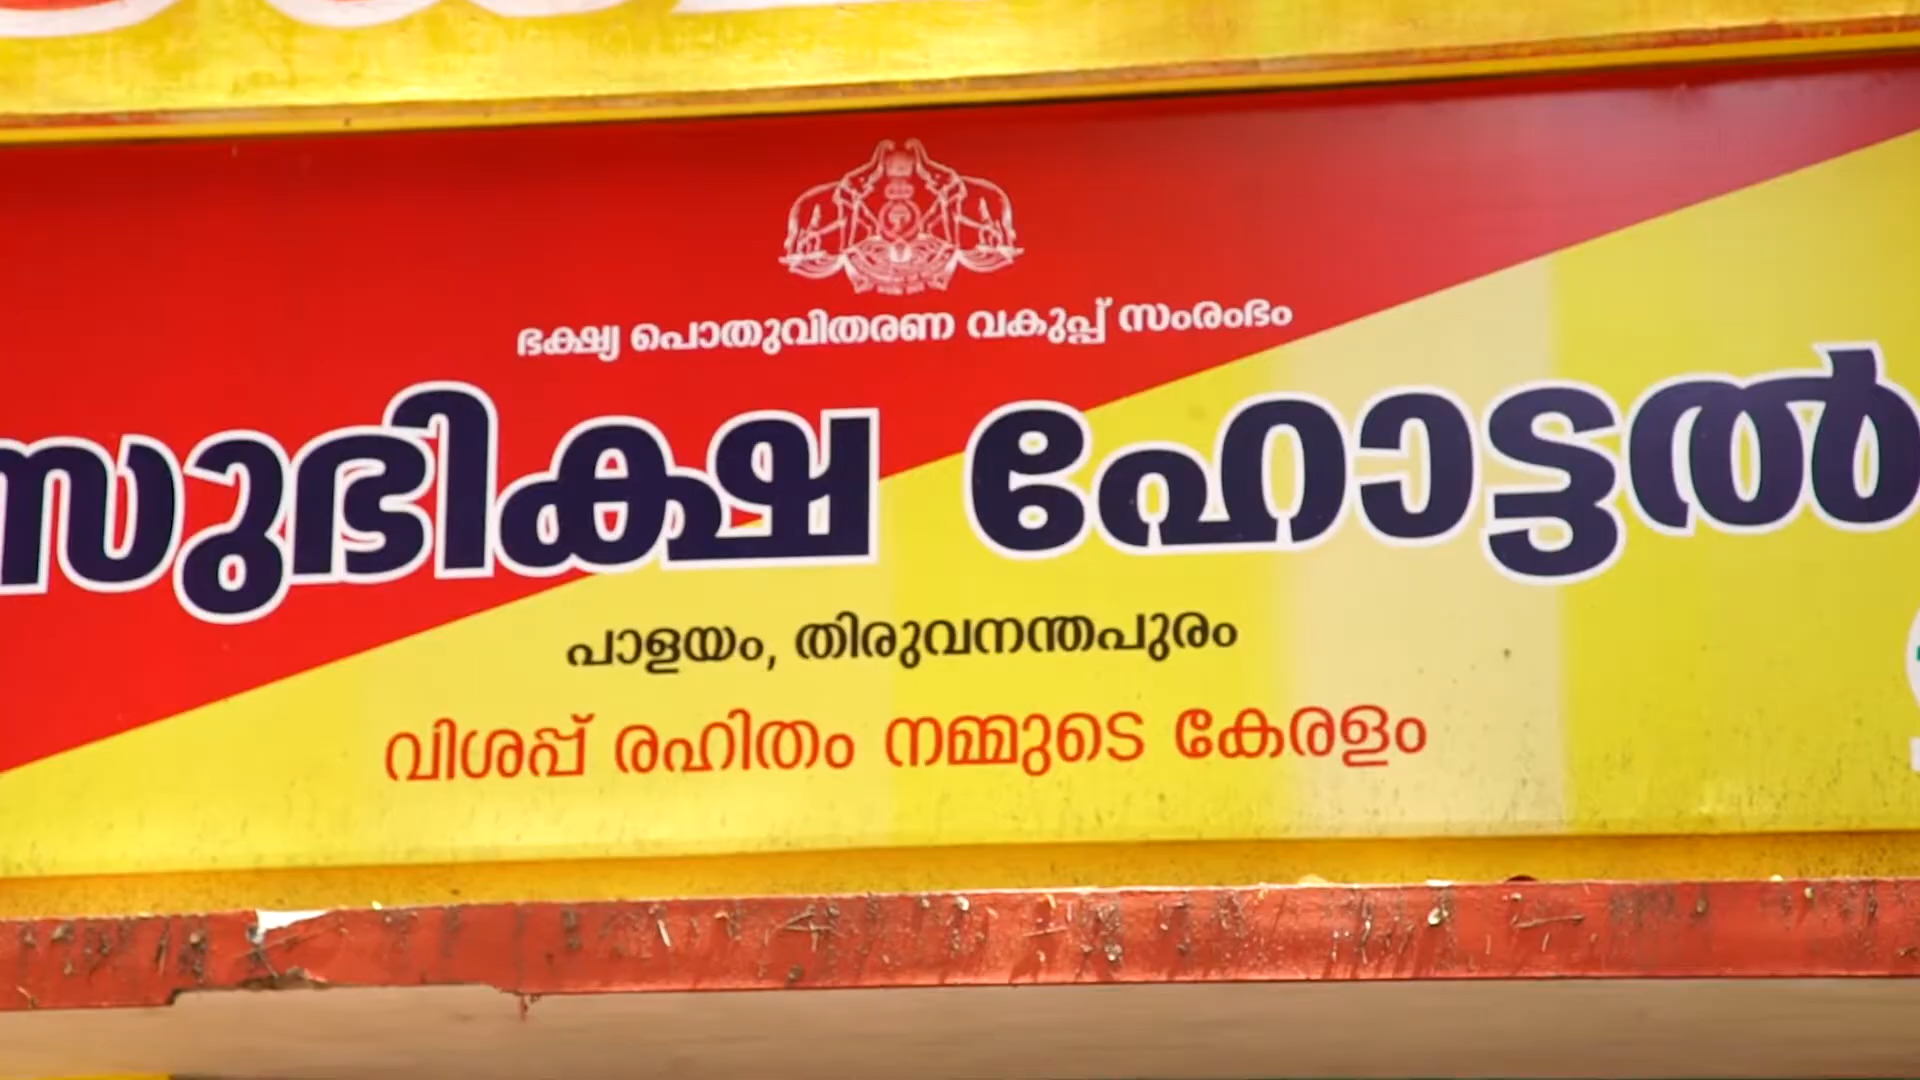 ഭക്ഷ്യ പൊതുവിതരണ വകുപ്പ് സംരംഭം
സുഭിക്ഷ ഹോട്ടൽ
പാളയം, തിരുവനന്തപുരം
വിശപ്പ് രഹിതം നമ്മുടെ കേരളം